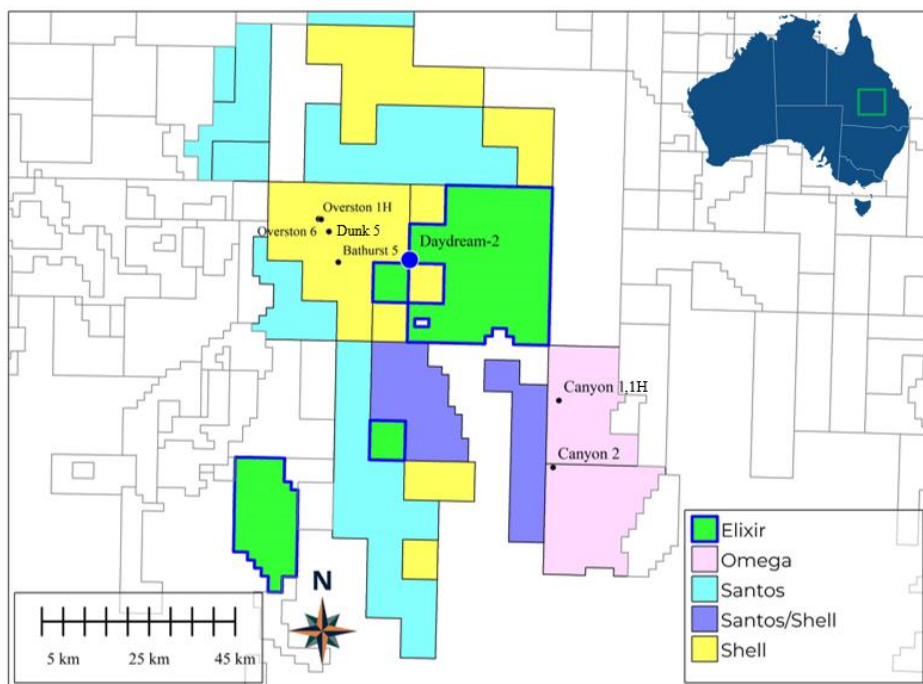 Overston 1H
Overston 6
Dunk 5
Bathurst 5
Daydream-2
Canyon 1,1H
Canyon 2
N
5 km
25 km
45 km
Elixir
Omega
Santos
Santos/Shell
Shell